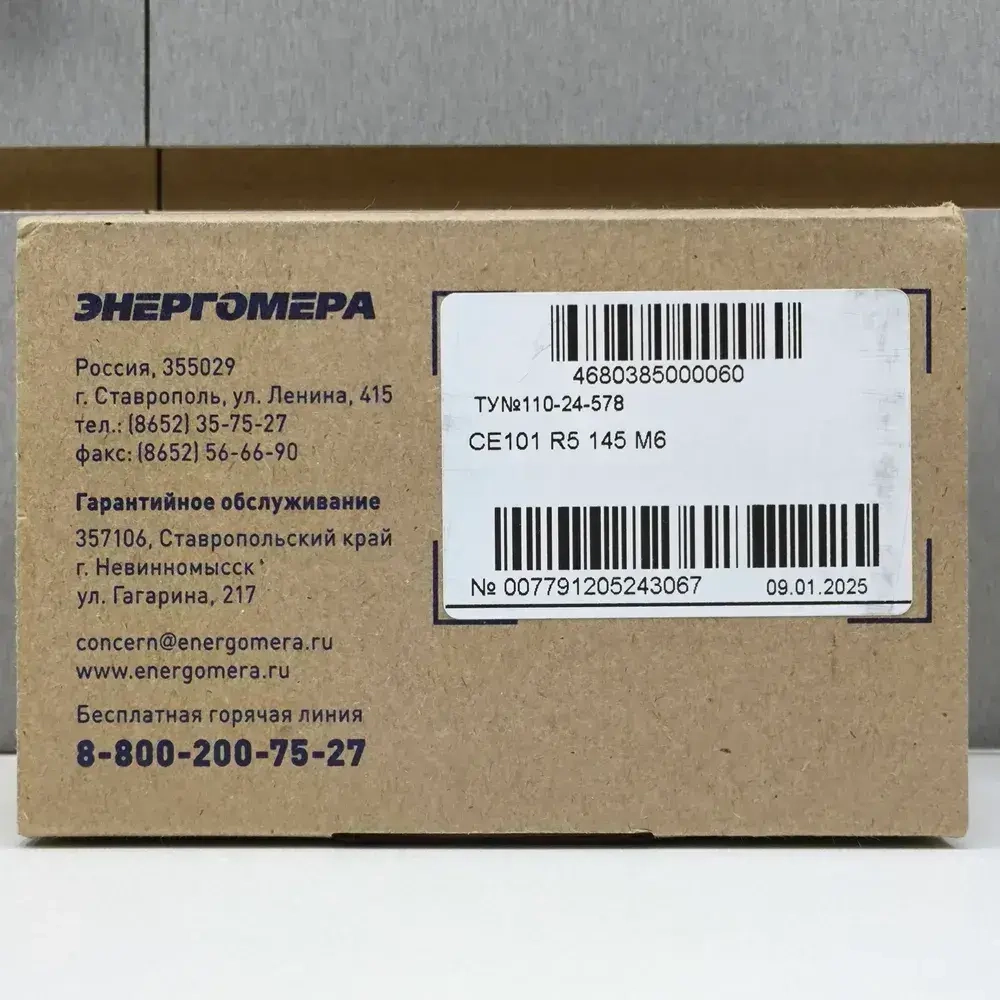 ЭНЕРГОМЕРА
Россия, 355029
г. Ставрополь, ул. Ленина, 415
тел.: (8652) 35-75-27
факс: (8652) 56-66-90
Гарантийное обслуживание
357106, Ставропольский край
г. Невинномысск
ул. Гагарина, 217
concern@energomera.ru
www.energomera.ru
Бесплатная горячая линия
8-800-200-75-27
4680385000060
ТУ№110-24-578
CE101 R5 145 M6
№ 007791205243067
09.01.2025